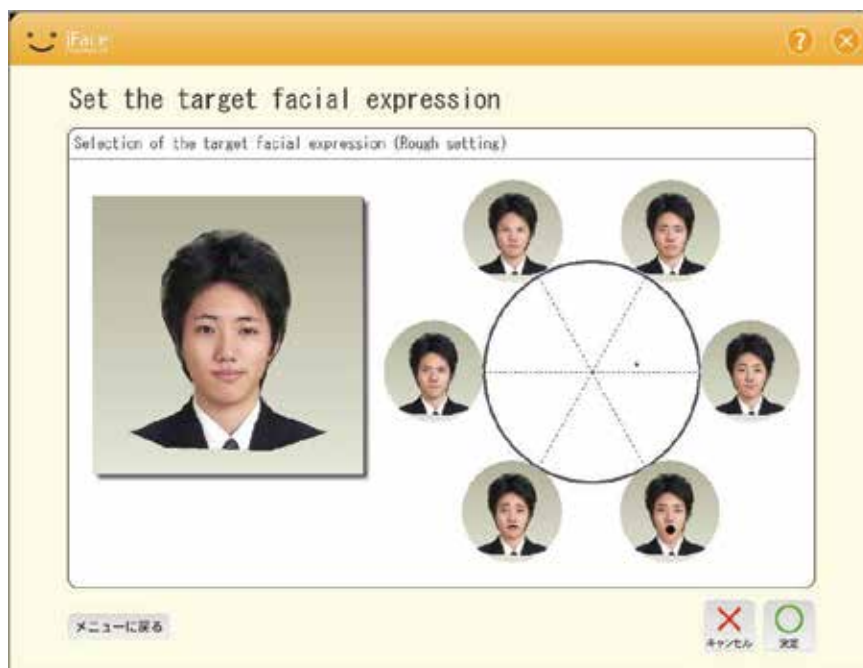 iFace
?
Set the target facial expression
Selection of the target facial expression (Rough setting)
メニューに戻る
キャンセル
決定